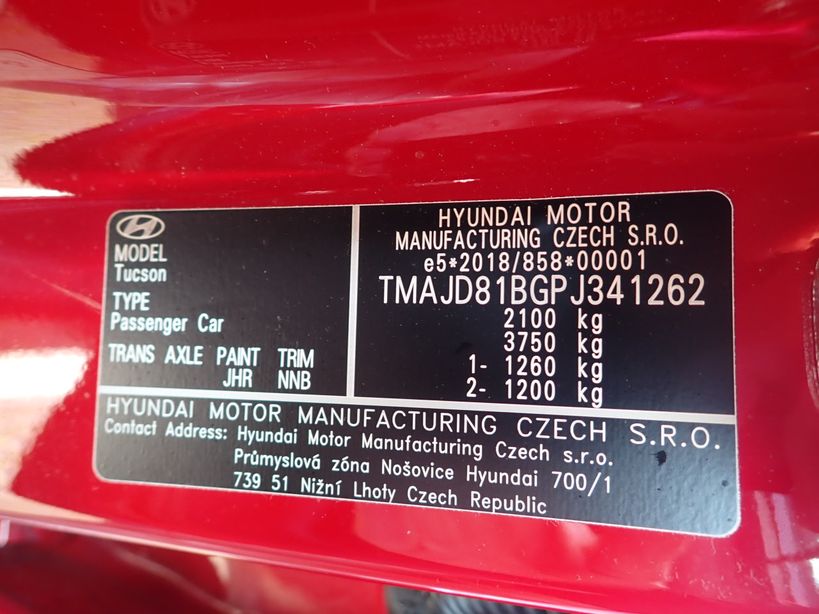 MODEL
Tucson
TYPE
Passenger Car
TRANS AXLE PAINT TRIM
JHR NNB
HYUNDAI MOTOR
MANUFACTURING CZECH S.R.O.
e5*2018/858*00001
TMAJD81BGPJ341262
2100 kg
3750 kg
1- 1260 kg
2- 1200 kg
HYUNDAI MOTOR MANUFACTURING CZECH S.R.O.
Contact Address: Hyundai Motor Manufacturing Czech s.r.o.
Průmyslová zóna Nošovice Hyundai 700/1
739 51 Nižní Lhoty Czech Republic